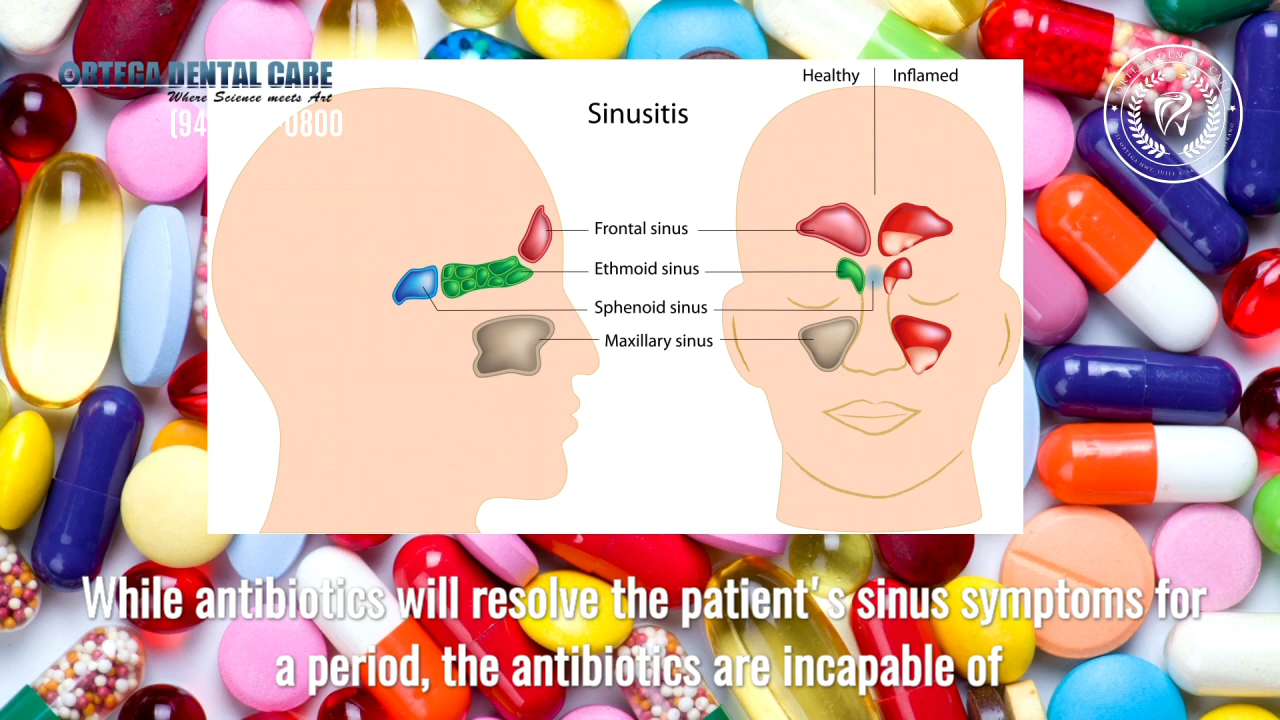 ORTEGA DENTAL CARE
Where Science meets Art
0800
Healthy
Inflamed
Sinusitis
Frontal sinus
Ethmoid sinus
Sphenoid sinus
Maxillary sinus
While antibiotics will resolve the patient's sinus symptoms for
a period, the antibiotics are incapable of